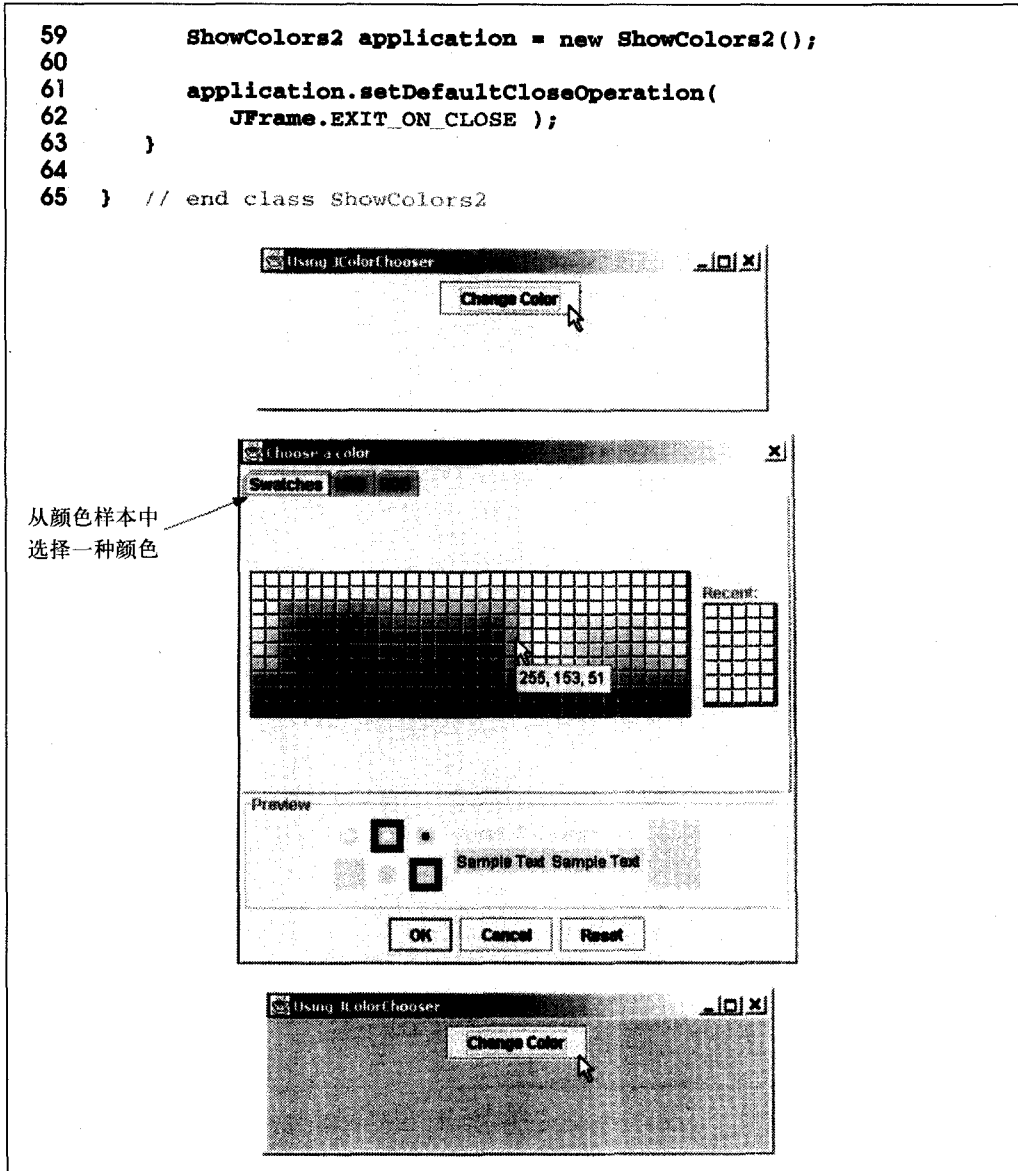 59 ShowColors2 application = new ShowColors2();
60
61 application.setDefaultCloseOperation(
62 JFrame.EXIT_ON_CLOSE );
63 }
64
65 } // end class ShowColors2
Using JColorChooser
Change Color
Choose a color
Swatches
从颜色样本中
选择一种颜色
Recent:
255, 153, 51
Preview
Sample Text Sample Text
OK Cancel Reset
Using JColorChooser
Change Color